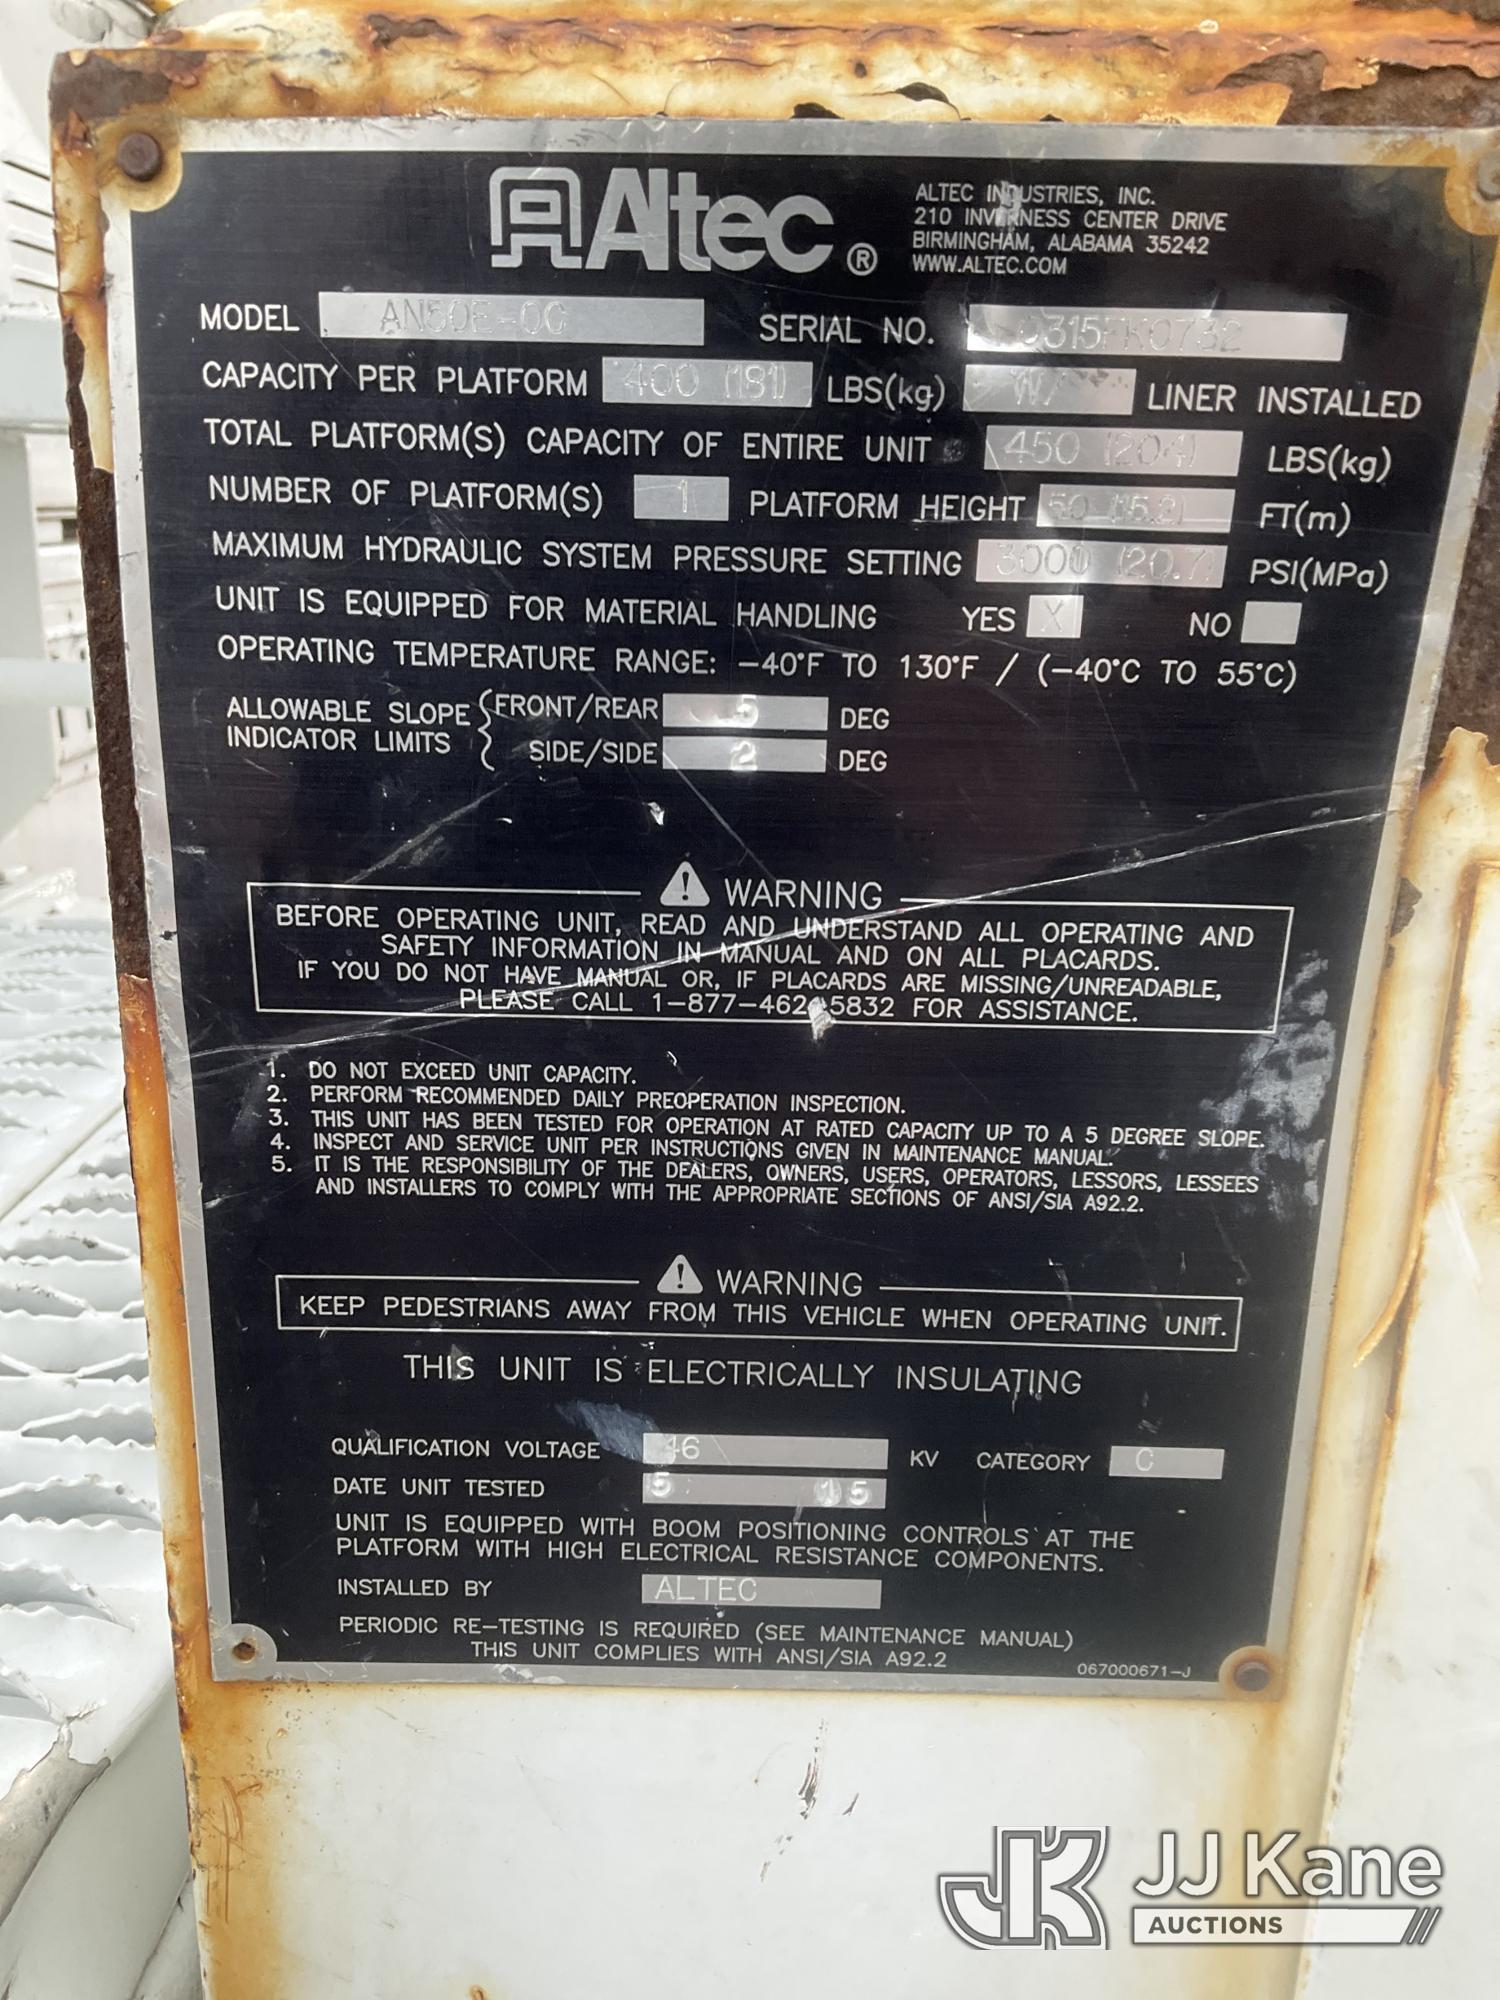 Altec®
ALTEC INDUSTRIES, INC.
210 INVERNESS CENTER DRIVE
BIRMINGHAM, ALABAMA 35242
WWW.ALTEC.COM
MODEL AN50E-OC SERIAL NO. 0315FK0732
CAPACITY PER PLATFORM 400 (181) LBS(kg) W/ LINER INSTALLED
TOTAL PLATFORM(S) CAPACITY OF ENTIRE UNIT 450 (204) LBS(kg)
NUMBER OF PLATFORM(S) 1 PLATFORM HEIGHT 50 (15.2) FT(m)
MAXIMUM HYDRAULIC SYSTEM PRESSURE SETTING 3000 (20.7) PSI(MPa)
UNIT IS EQUIPPED FOR MATERIAL HANDLING YES X NO
OPERATING TEMPERATURE RANGE: -40°F TO 130°F / (-40°C TO 55°C)
ALLOWABLE SLOPE INDICATOR LIMITS { FRONT/REAR 5 DEG
SIDE/SIDE 2 DEG
WARNING
BEFORE OPERATING UNIT, READ AND UNDERSTAND ALL OPERATING AND
SAFETY INFORMATION IN MANUAL AND ON ALL PLACARDS.
IF YOU DO NOT HAVE MANUAL OR, IF PLACARDS ARE MISSING/UNREADABLE,
PLEASE CALL 1-877-462-5832 FOR ASSISTANCE.
1. DO NOT EXCEED UNIT CAPACITY.
2. PERFORM RECOMMENDED DAILY PREOPERATION INSPECTION.
3. THIS UNIT HAS BEEN TESTED FOR OPERATION AT RATED CAPACITY UP TO A 5 DEGREE SLOPE.
4. INSPECT AND SERVICE UNIT PER INSTRUCTIONS GIVEN IN MAINTENANCE MANUAL.
5. IT IS THE RESPONSIBILITY OF THE DEALERS, OWNERS, USERS, OPERATORS, LESSORS, LESSEES
AND INSTALLERS TO COMPLY WITH THE APPROPRIATE SECTIONS OF ANSI/SIA A92.2.
WARNING
KEEP PEDESTRIANS AWAY FROM THIS VEHICLE WHEN OPERATING UNIT.
THIS UNIT IS ELECTRICALLY INSULATING
QUALIFICATION VOLTAGE 46 KV CATEGORY C
DATE UNIT TESTED 5 15
UNIT IS EQUIPPED WITH BOOM POSITIONING CONTROLS AT THE
PLATFORM WITH HIGH ELECTRICAL RESISTANCE COMPONENTS.
INSTALLED BY ALTEC
PERIODIC RE-TESTING IS REQUIRED (SEE MAINTENANCE MANUAL)
THIS UNIT COMPLIES WITH ANSI/SIA A92.2
067000671-J
JK JJ Kane
AUCTIONS